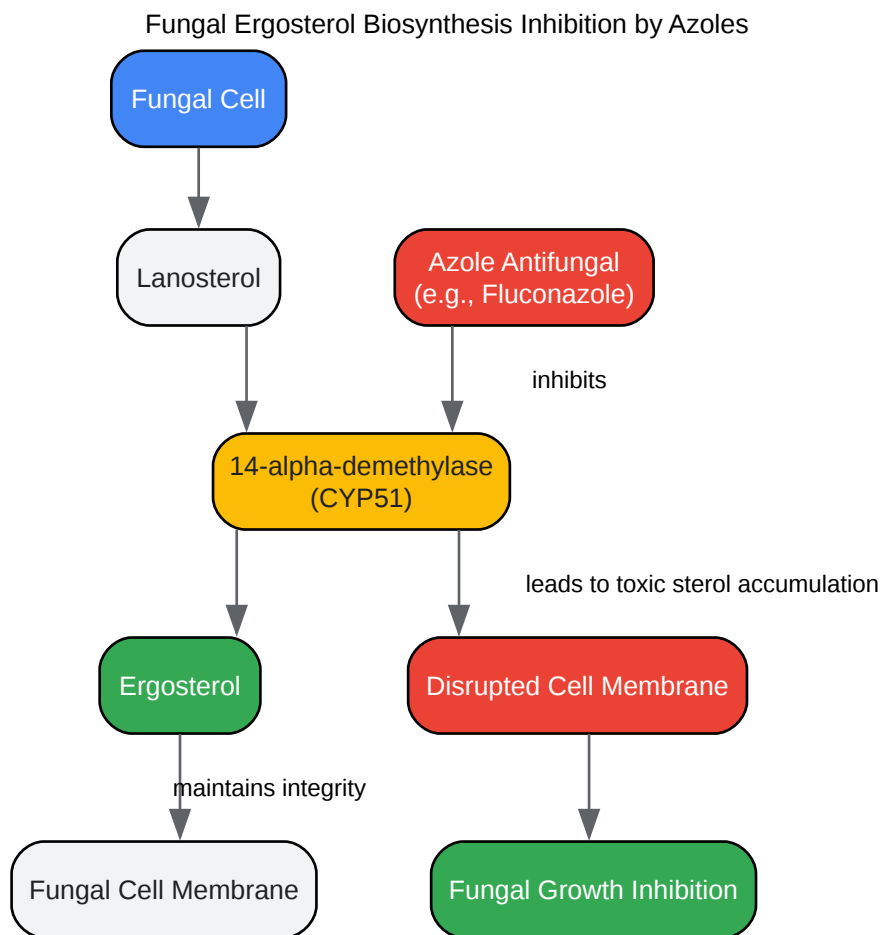 Fungal Ergosterol Biosynthesis Inhibition by Azoles
Fungal Cell
Lanosterol
Azole Antifungal
(e.g., Fluconazole)
inhibits
14-alpha-demethylase
(CYP51)
leads to toxic sterol accumulation
Ergosterol
Disrupted Cell Membrane
maintains integrity
Fungal Cell Membrane
Fungal Growth Inhibition